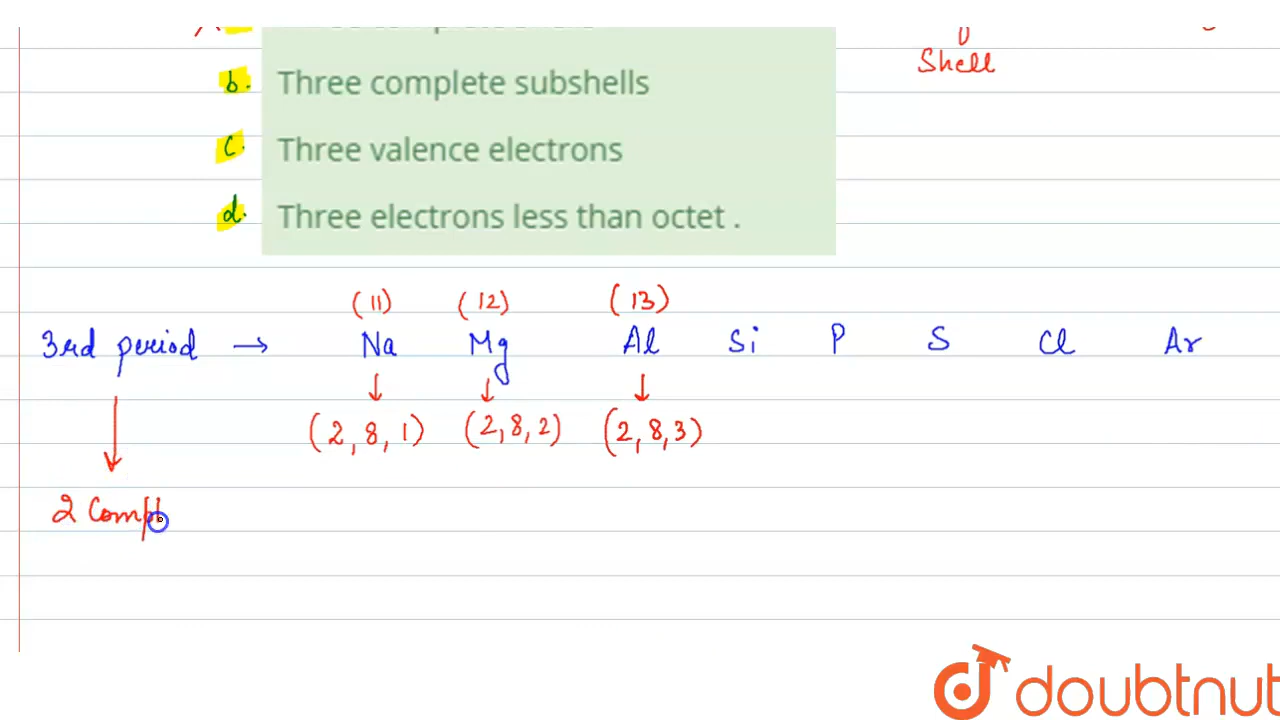 Shell
b. Three complete subshells
c. Three valence electrons
d. Three electrons less than octet .
(11) (12) (13)
3rd period → Na Mg Al Si P S Cl Ar
(2,8,1) (2,8,2) (2,8,3)
2 Compl
doubtnut